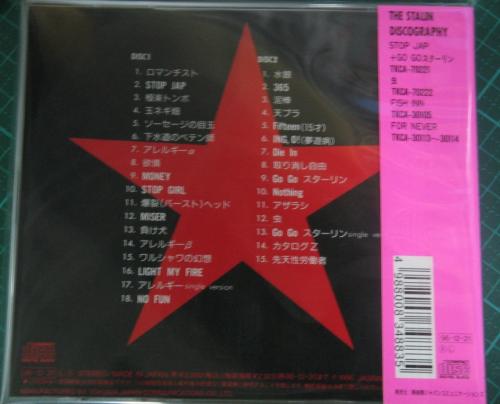 DISC1
1. ロマンチスト
2. STOP JAP
3. 極楽トンボ
4. 玉ネギ畑
5. ソーセージの目玉
6. 下水道のペテン師
7. アレルギーα
8. 欲情
9. MONEY
10. STOP GIRL
11. 爆裂(バースト)ヘッド
12. MISER
13. 負け犬
14. アレルギーβ
15. ワルシャワの幻想
16. LIGHT MY FIRE
17. アレルギー single version
18. NO FUN
DISC2
1. 水銀
2. 365
3. 泥棒
4. 天プラ
5. Fifteen(15才)
6. ING, O!(夢遊病)
7. Die In
8. 取り消し自由
9. Go Go スターリン
10. Nothing
11. アザラシ
12. 虫
13. Go Go スターリン single version
14. カタログZ
15. 先天性労働者
THE STALIN
DISCOGRAPHY
STOP JAP
+GO GOスターリン
TKCA-70221
虫
TKCA-70222
FISH INN
TKCA-30105
FOR NEVER
TKCA-30113~30114
4 988008 348835
96・12・21
COMPACT
DIGITAL AUDIO